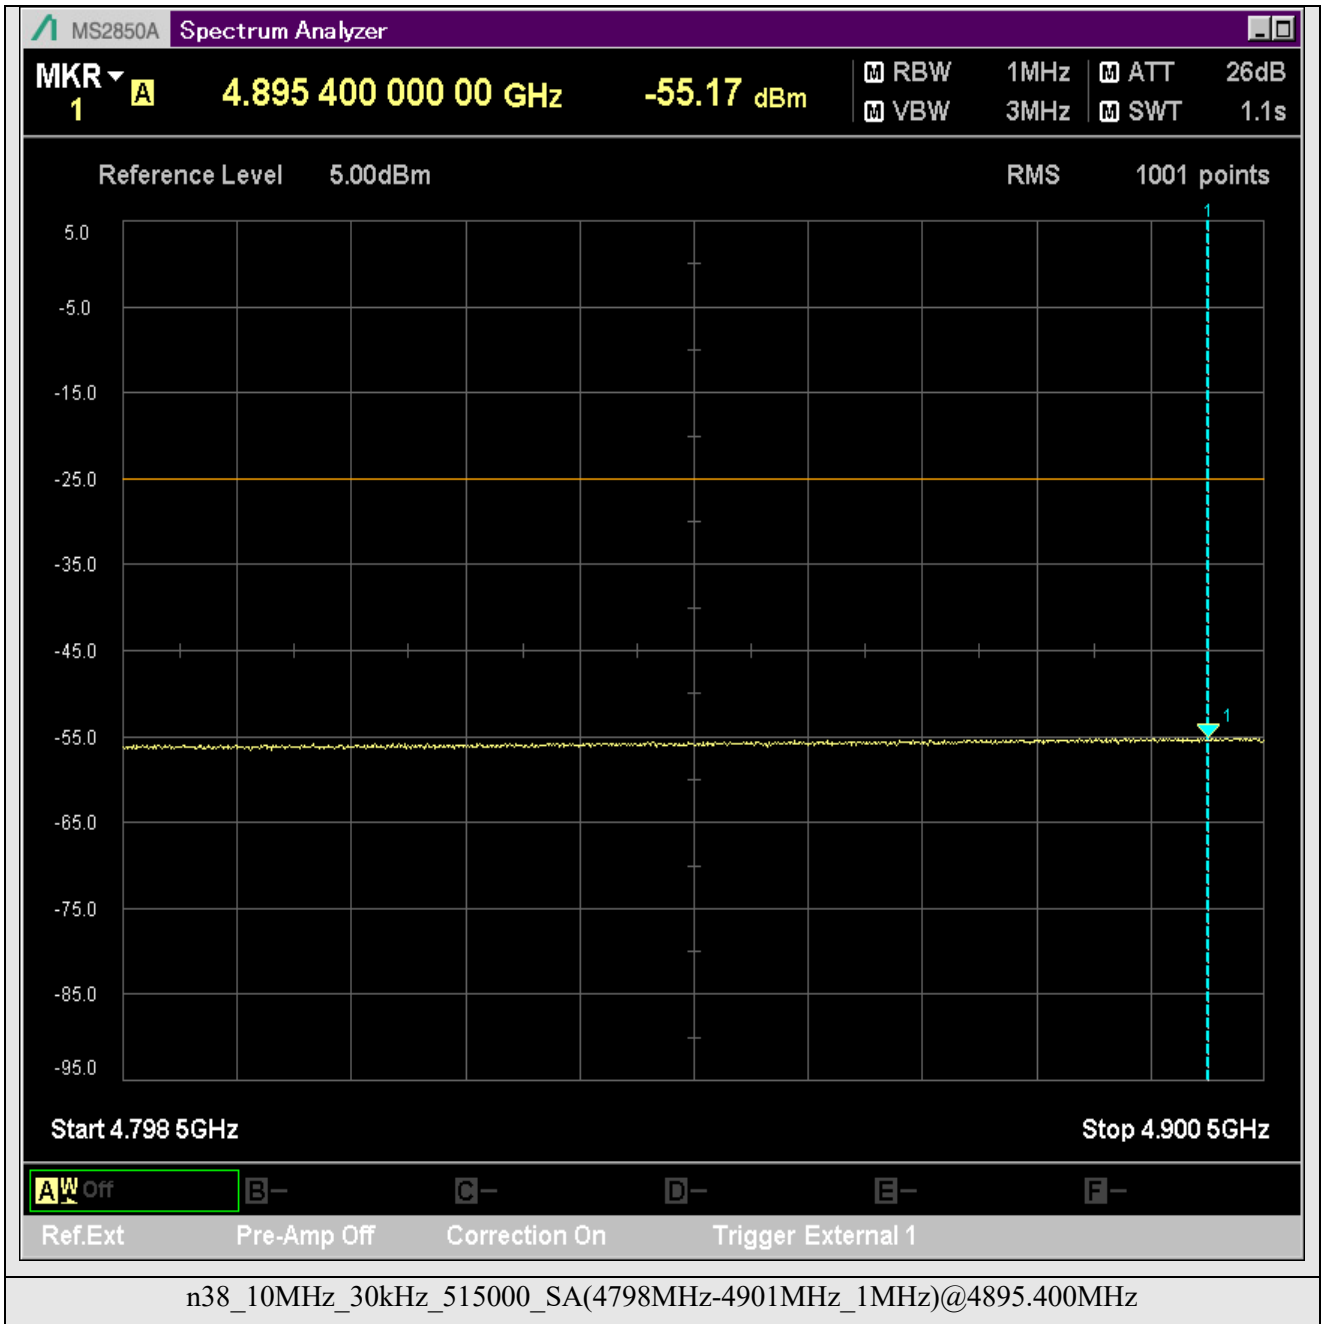 MS2850A Spectrum Analyzer
MKR 1 A 4.895 400 000 00 GHz -55.17 dBm
M RBW 1MHz M ATT 26dB
M VBW 3MHz M SWT 1.1s
Reference Level 5.00dBm RMS 1001 points
1
5.0
-5.0
-15.0
-25.0
-35.0
-45.0
1
-55.0
-65.0
-75.0
-85.0
-95.0
Start 4.798 5GHz Stop 4.900 5GHz
A W Off B - C - D - E - F -
Ref.Ext Pre-Amp Off Correction On Trigger External 1
n38_10MHz_30kHz_515000_SA(4798MHz-4901MHz_1MHz)@4895.400MHz